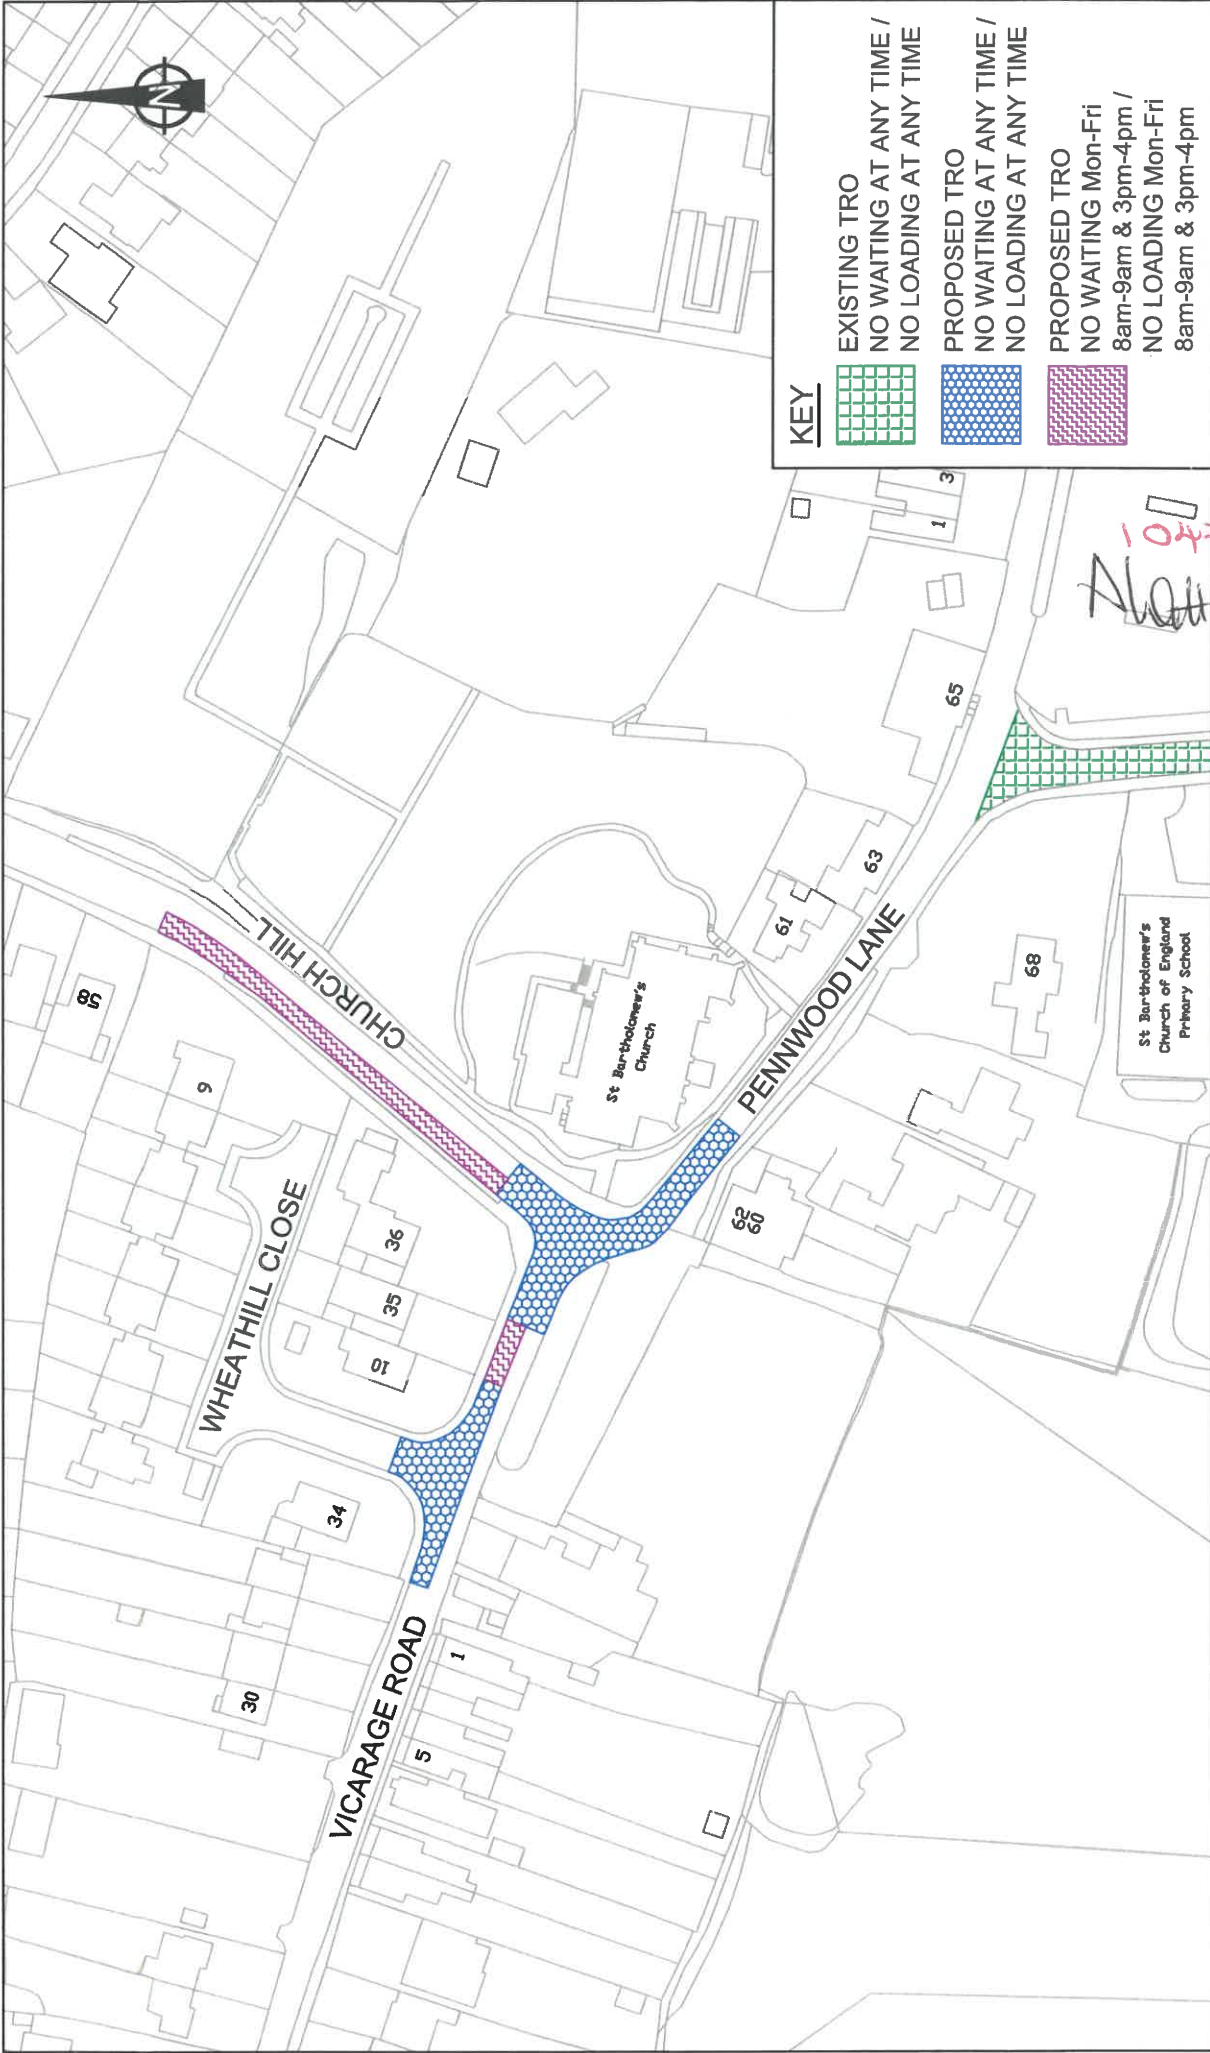 N
KEY
EXISTING TRO
NO WAITING AT ANY TIME /
NO LOADING AT ANY TIME
PROPOSED TRO
NO WAITING AT ANY TIME /
NO LOADING AT ANY TIME
PROPOSED TRO
NO WAITING Mon-Fri
8am-9am & 3pm-4pm /
NO LOADING Mon-Fri
8am-9am & 3pm-4pm
VICARAGE ROAD
WHEATHILL CLOSE
CHURCH HILL
PENNWOOD LANE
St Bartholomew's
Church
St Bartholomew's
Church of England
Primary School
30
34
5
1
10
35
36
9
58
62
60
61
63
65
68
1
3
104